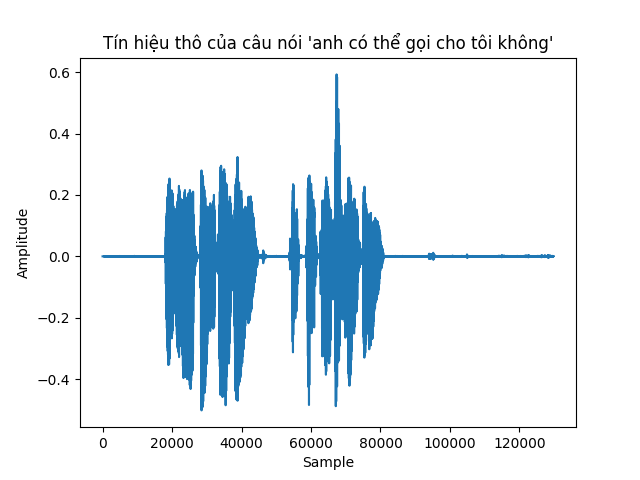 Tín hiệu thô của câu nói 'anh có thể gọi cho tôi không'
0.6
0.4
0.2
0.0
−0.2
−0.4
Amplitude
0 20000 40000 60000 80000 100000 120000
Sample